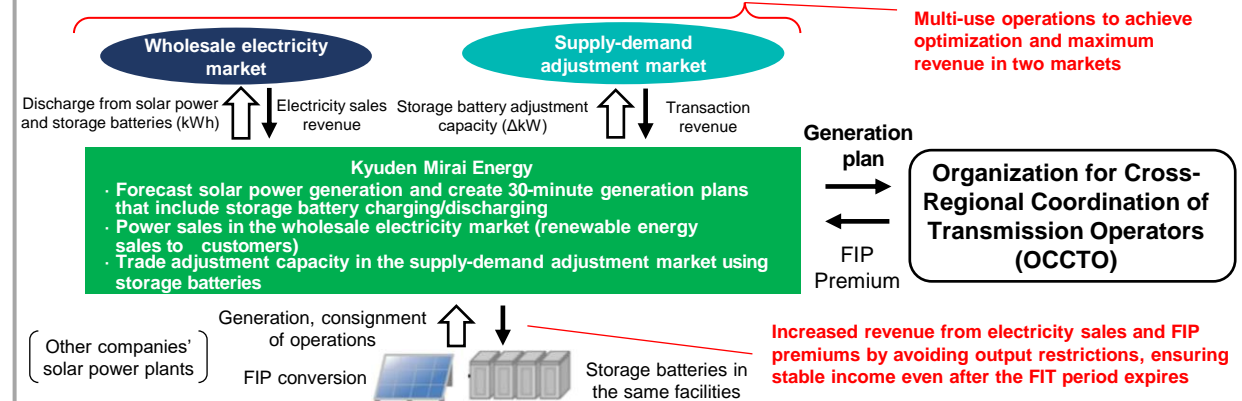 Multi-use operations to achieve
optimization and maximum
revenue in two markets
Wholesale electricity
market
Supply-demand
adjustment market
Discharge from solar power
and storage batteries (kWh)
Electricity sales
revenue
Storage battery adjustment
capacity (ΔkW)
Transaction
revenue
Kyuden Mirai Energy
· Forecast solar power generation and create 30-minute generation plans
that include storage battery charging/discharging
· Power sales in the wholesale electricity market (renewable energy
sales to customers)
· Trade adjustment capacity in the supply-demand adjustment market using
storage batteries
Generation
plan
FIP
Premium
Organization for Cross-
Regional Coordination of
Transmission Operators
(OCCTO)
Generation, consignment
of operations
Other companies'
solar power plants
FIP conversion
Storage batteries in
the same facilities
Increased revenue from electricity sales and FIP
premiums by avoiding output restrictions, ensuring
stable income even after the FIT period expires